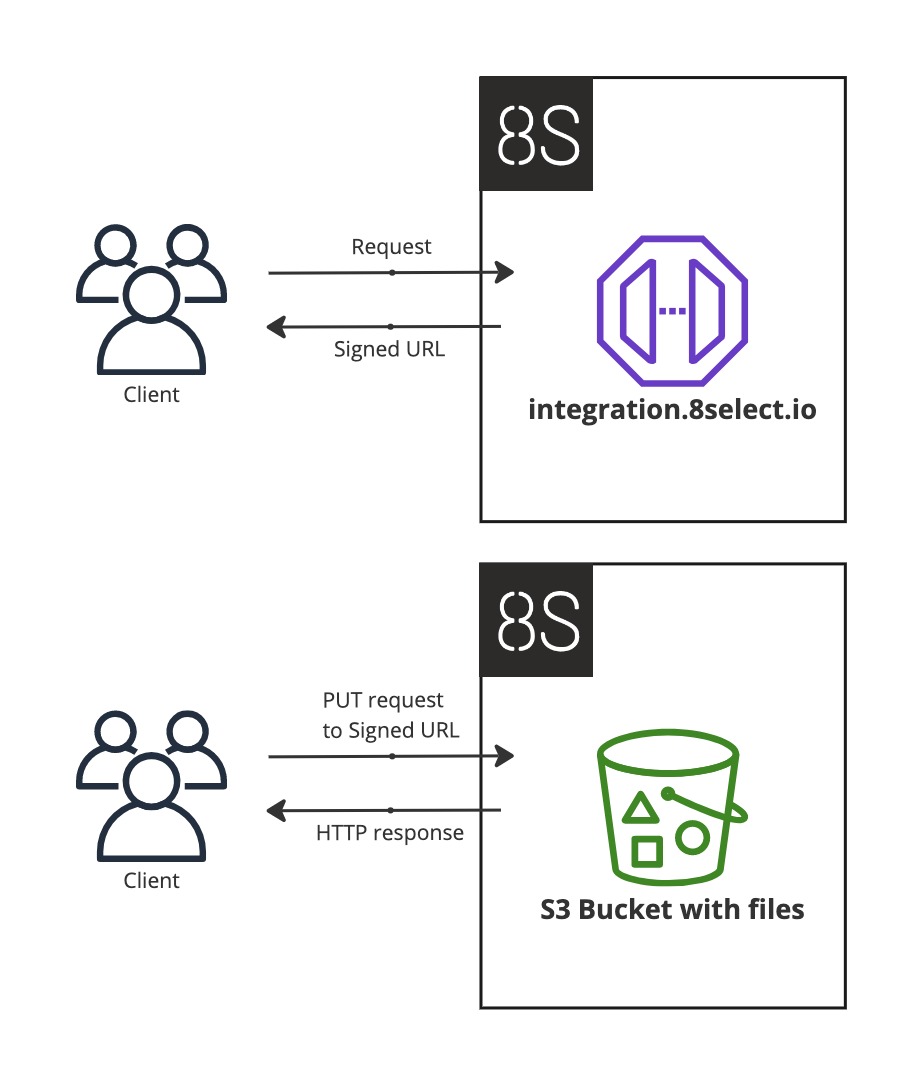 8S
Request
Signed URL
Client
integration.8select.io
8S
PUT request
to Signed URL
HTTP response
Client
S3 Bucket with files